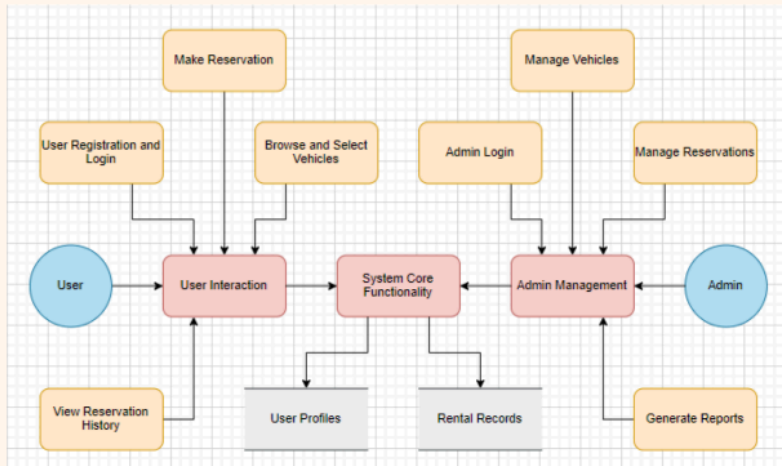 Make Reservation
Manage Vehicles
User Registration and
Login
Browse and Select
Vehicles
Admin Login
Manage Reservations
User
User Interaction
System Core
Functionality
Admin Management
Admin
View Reservation
History
User Profiles
Rental Records
Generate Reports